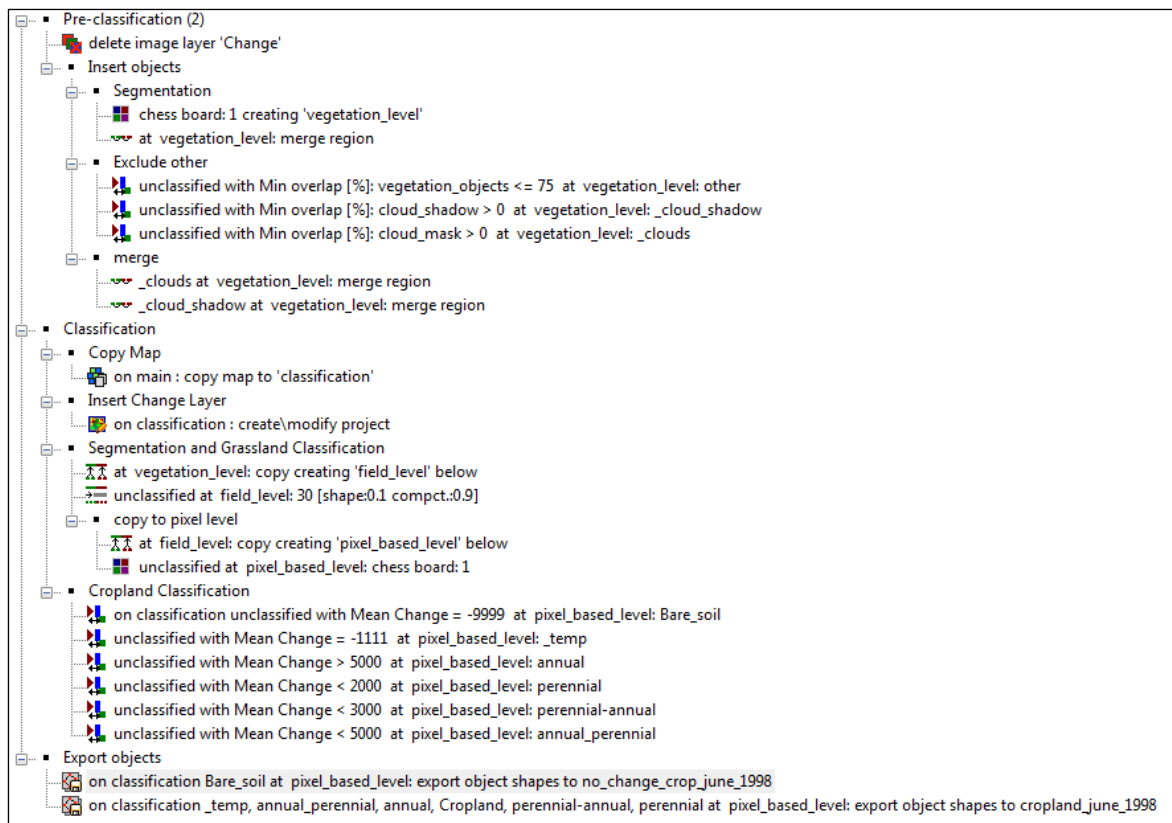 Pre-classification (2)
delete image layer 'Change'
Insert objects
Segmentation
chess board: 1 creating 'vegetation_level'
at vegetation_level: merge region
Exclude other
unclassified with Min overlap [%]: vegetation_objects <= 75 at vegetation_level: other
unclassified with Min overlap [%]: cloud_shadow > 0 at vegetation_level: _cloud_shadow
unclassified with Min overlap [%]: cloud_mask > 0 at vegetation_level: _clouds
merge
_clouds at vegetation_level: merge region
_cloud_shadow at vegetation_level: merge region
Classification
Copy Map
on main : copy map to 'classification'
Insert Change Layer
on classification : create\modify project
Segmentation and Grassland Classification
at vegetation_level: copy creating 'field_level' below
unclassified at field_level: 30 [shape:0.1 compct.:0.9]
copy to pixel level
at field_level: copy creating 'pixel_based_level' below
unclassified at pixel_based_level: chess board: 1
Cropland Classification
on classification unclassified with Mean Change = -9999 at pixel_based_level: Bare_soil
unclassified with Mean Change = -1111 at pixel_based_level: _temp
unclassified with Mean Change > 5000 at pixel_based_level: annual
unclassified with Mean Change < 2000 at pixel_based_level: perennial
unclassified with Mean Change < 3000 at pixel_based_level: perennial-annual
unclassified with Mean Change < 5000 at pixel_based_level: annual_perennial
Export objects
on classification Bare_soil at pixel_based_level: export object shapes to no_change_crop_june_1998
on classification _temp, annual_perennial, annual, Cropland, perennial-annual, perennial at pixel_based_level: export object shapes to cropland_june_1998